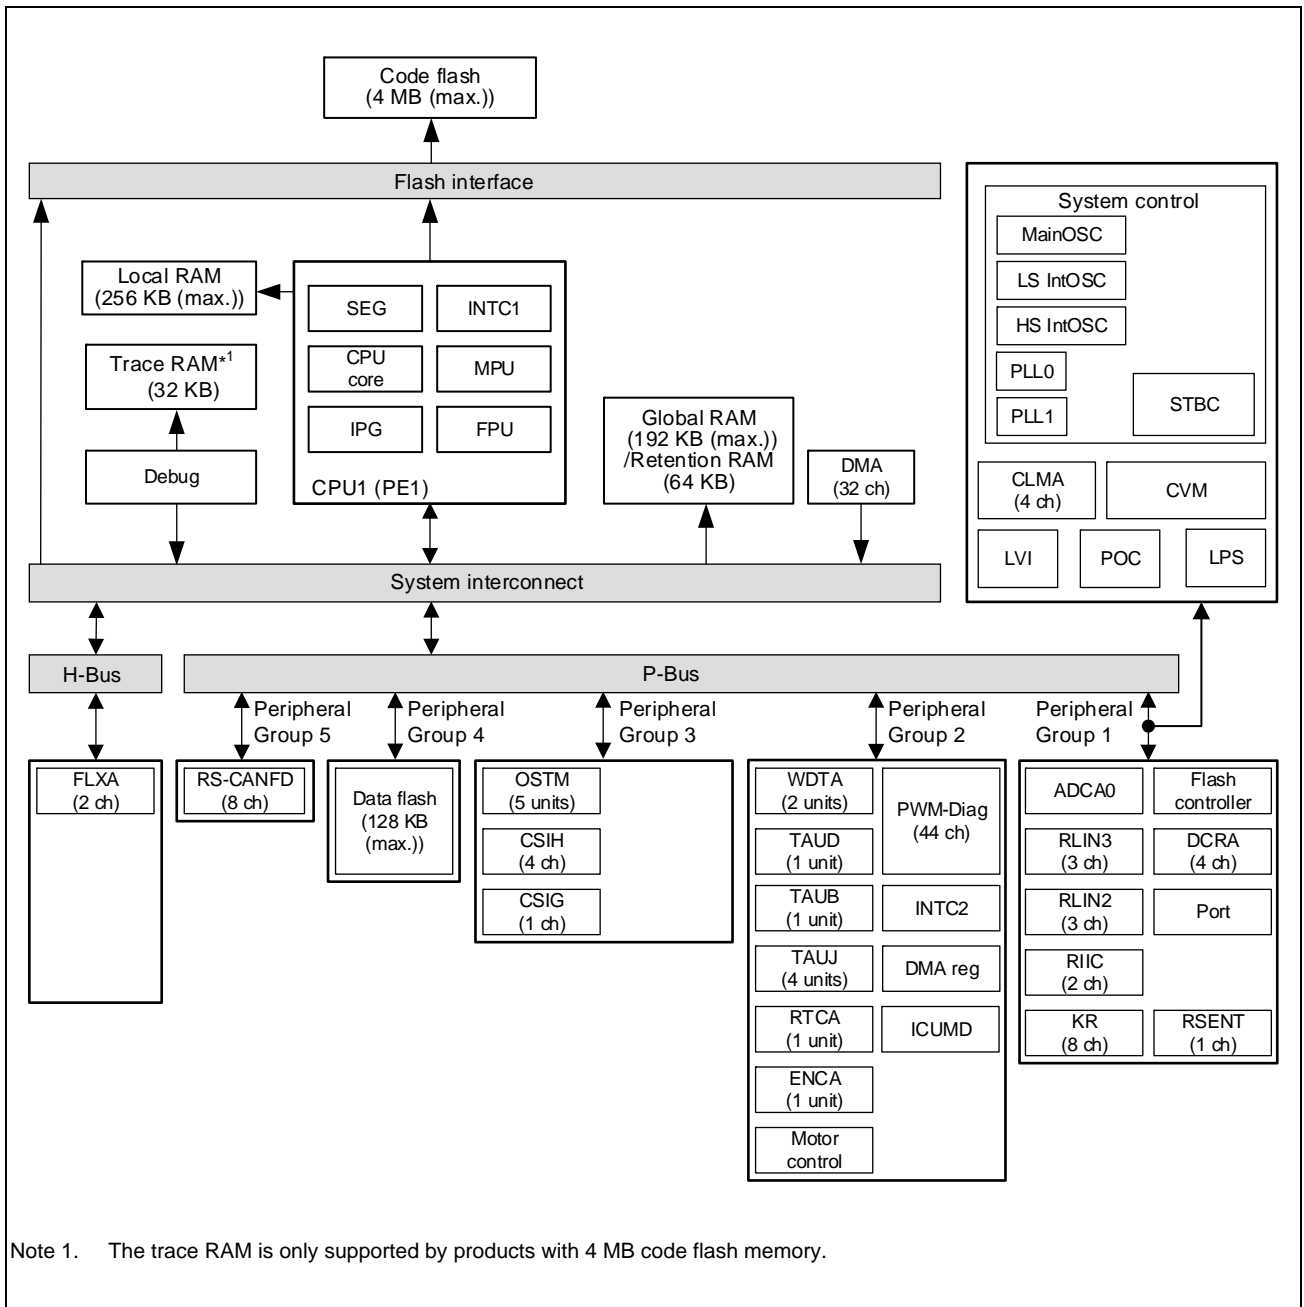 Code flash
(4 MB (max.))
Flash interface
Local RAM
(256 KB (max.))
Trace RAM*1
(32 KB)
Debug
SEG
INTC1
CPU
core
MPU
IPG
FPU
CPU1 (PE1)
Global RAM
(192 KB (max.))
/Retention RAM
(64 KB)
DMA
(32 ch)
System control
MainOSC
LS IntOSC
HS IntOSC
PLL0
PLL1
STBC
CLMA
(4 ch)
CVM
LVI
POC
LPS
System interconnect
H-Bus
P-Bus
Peripheral
Group 5
Peripheral
Group 4
Peripheral
Group 3
Peripheral
Group 2
Peripheral
Group 1
FLXA
(2 ch)
RS-CANFD
(8 ch)
Data flash
(128 KB
(max.))
OSTM
(5 units)
CSIH
(4 ch)
CSIG
(1 ch)
WDTA
(2 units)
TAUD
(1 unit)
TAUB
(1 unit)
TAUJ
(4 units)
RTCA
(1 unit)
ENCA
(1 unit)
Motor
control
PWM-Diag
(44 ch)
INTC2
DMA reg
ICUMD
ADCA0
Flash
controller
RLIN3
(3 ch)
DCRA
(4 ch)
RLIN2
(3 ch)
Port
RIIC
(2 ch)
KR
(8 ch)
RSENT
(1 ch)
Note 1. The trace RAM is only supported by products with 4 MB code flash memory.